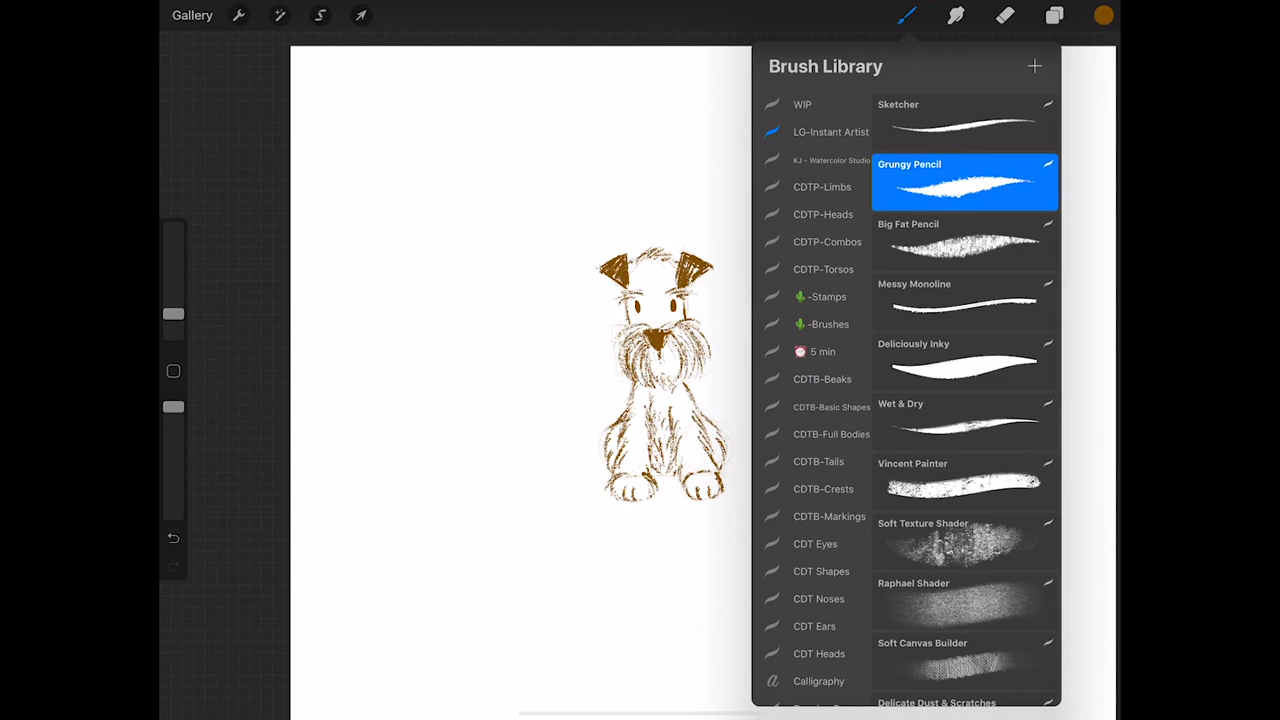 Gallery
Brush Library
WIP
LG-Instant Artist
KJ - Watercolor Studio
CDTP-Limbs
CDTP-Heads
CDTP-Combos
CDTP-Torsos
🌵-Stamps
🌵-Brushes
⏰ 5 min
CDTB-Beaks
CDTB-Basic Shapes
CDTB-Full Bodies
CDTB-Tails
CDTB-Crests
CDTB-Markings
CDT Eyes
CDT Shapes
CDT Noses
CDT Ears
CDT Heads
Calligraphy
Sketcher
Grungy Pencil
Big Fat Pencil
Messy Monoline
Deliciously Inky
Wet & Dry
Vincent Painter
Soft Texture Shader
Raphael Shader
Soft Canvas Builder
Delicate Dust & Scratches